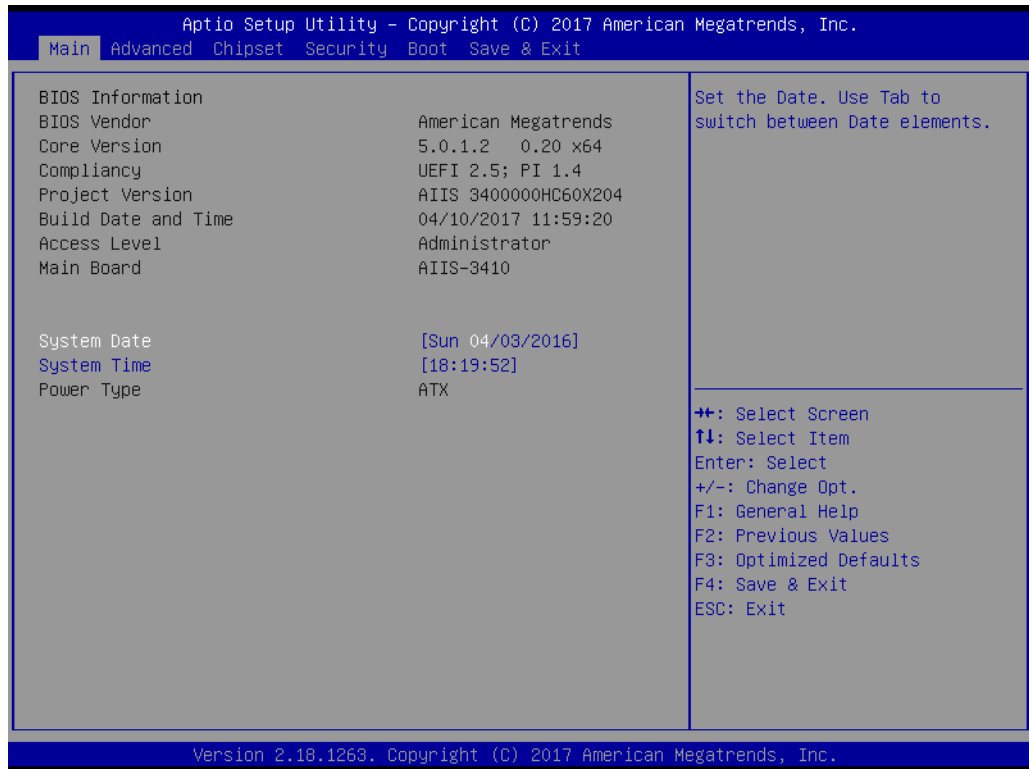 Aptio Setup Utility – Copyright (C) 2017 American Megatrends, Inc.
Main Advanced Chipset Security Boot Save & Exit
BIOS Information
BIOS Vendor American Megatrends
Core Version 5.0.1.2 0.20 x64
Compliancy UEFI 2.5; PI 1.4
Project Version AIIS 3400000HC60X204
Build Date and Time 04/10/2017 11:59:20
Access Level Administrator
Main Board AIIS-3410
System Date [Sun 04/03/2016]
System Time [18:19:52]
Power Type ATX
Set the Date. Use Tab to
switch between Date elements.
→←: Select Screen
↑↓: Select Item
Enter: Select
+/-: Change Opt.
F1: General Help
F2: Previous Values
F3: Optimized Defaults
F4: Save & Exit
ESC: Exit
Version 2.18.1263. Copyright (C) 2017 American Megatrends, Inc.